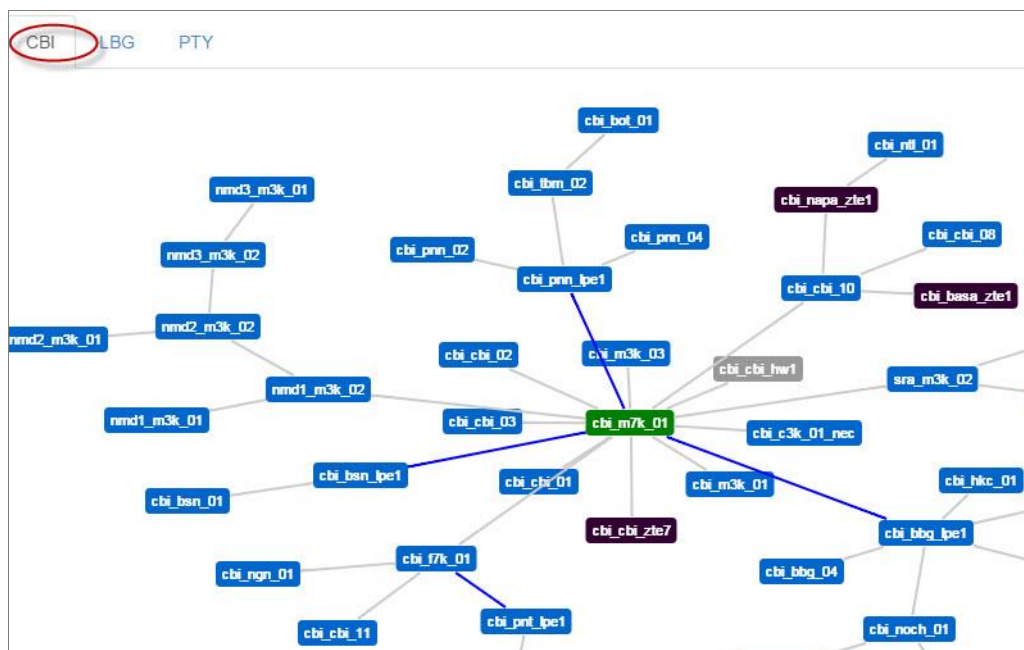 CBI LBG PTY
cbi_bot_01
cbi_ntl_01
cbi_tbm_02
nmd3_m3k_01
cbi_napa_zte1
cbi_pnn_04
cbi_cbi_08
cbi_pnn_02
nmd3_m3k_02
cbi_pnn_lpe1
cbi_cbi_10
cbi_basa_zte1
nmd2_m3k_02
nmd2_m3k_01
cbi_cbi_02
cbi_m3k_03
cbi_cbi_hw1
sra_m3k_02
nmd1_m3k_02
nmd1_m3k_01
cbi_cbi_03
cbi_m7k_01
cbi_c3k_01_nec
cbi_bsn_lpe1
cbi_cbi_01
cbi_m3k_01
cbi_hkc_01
cbi_bsn_01
cbi_cbi_zte7
cbi_bbg_lpe1
cbi_f7k_01
cbi_ngn_01
cbi_bbg_04
cbi_pnt_lpe1
cbi_cbi_11
cbi_noch_01